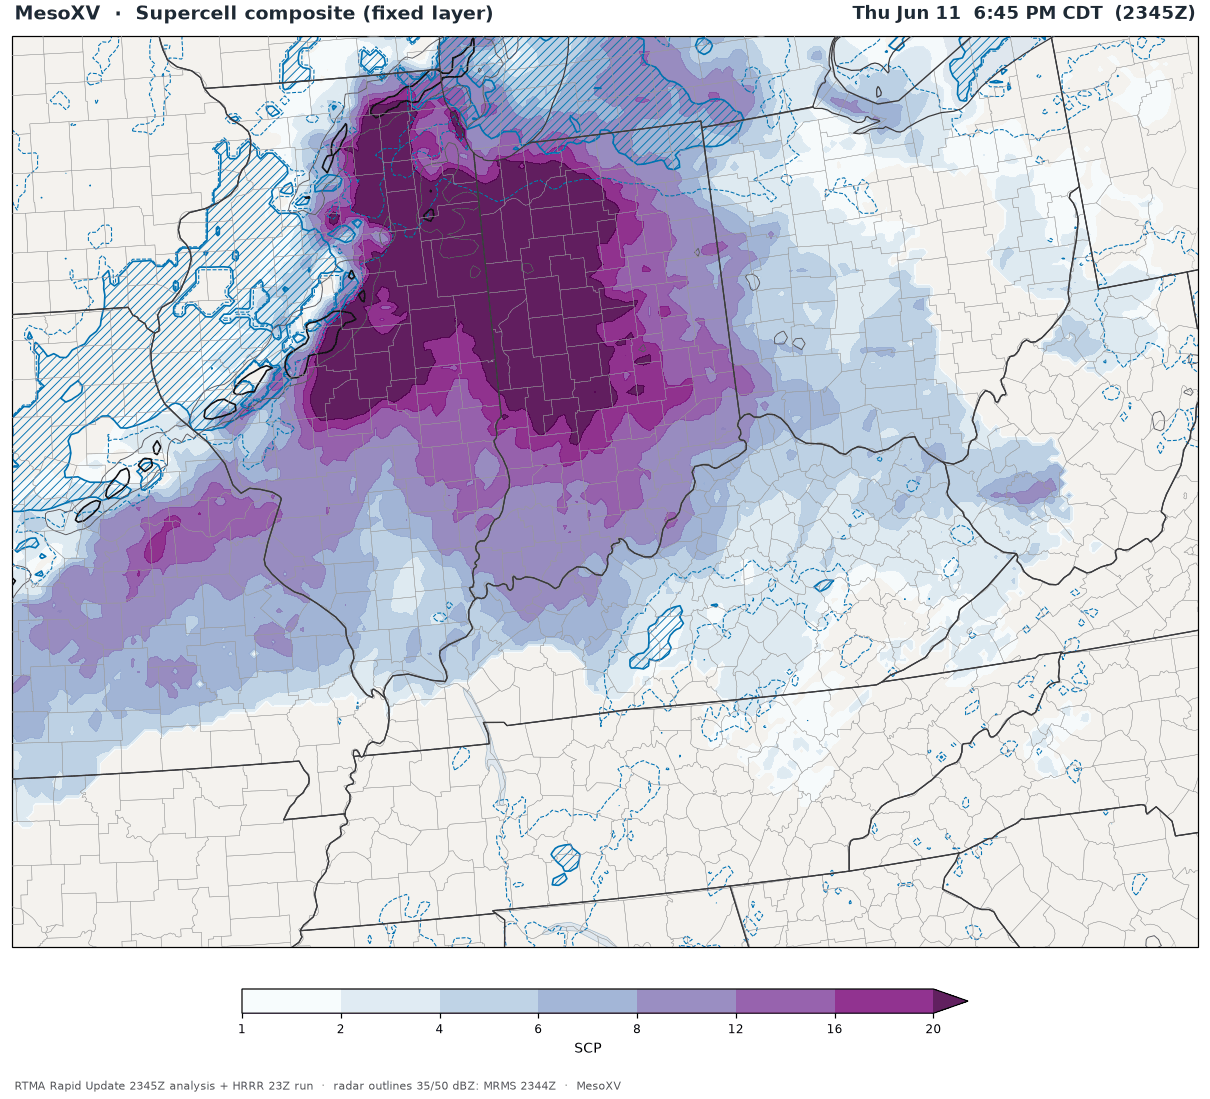 MesoXV · Supercell composite (fixed layer)
Thu Jun 11 6:45 PM CDT (2345Z)
1 2 4 6 8 12 16 20
SCP
RTMA Rapid Update 2345Z analysis + HRRR 23Z run · radar outlines 35/50 dBZ: MRMS 2344Z · MesoXV